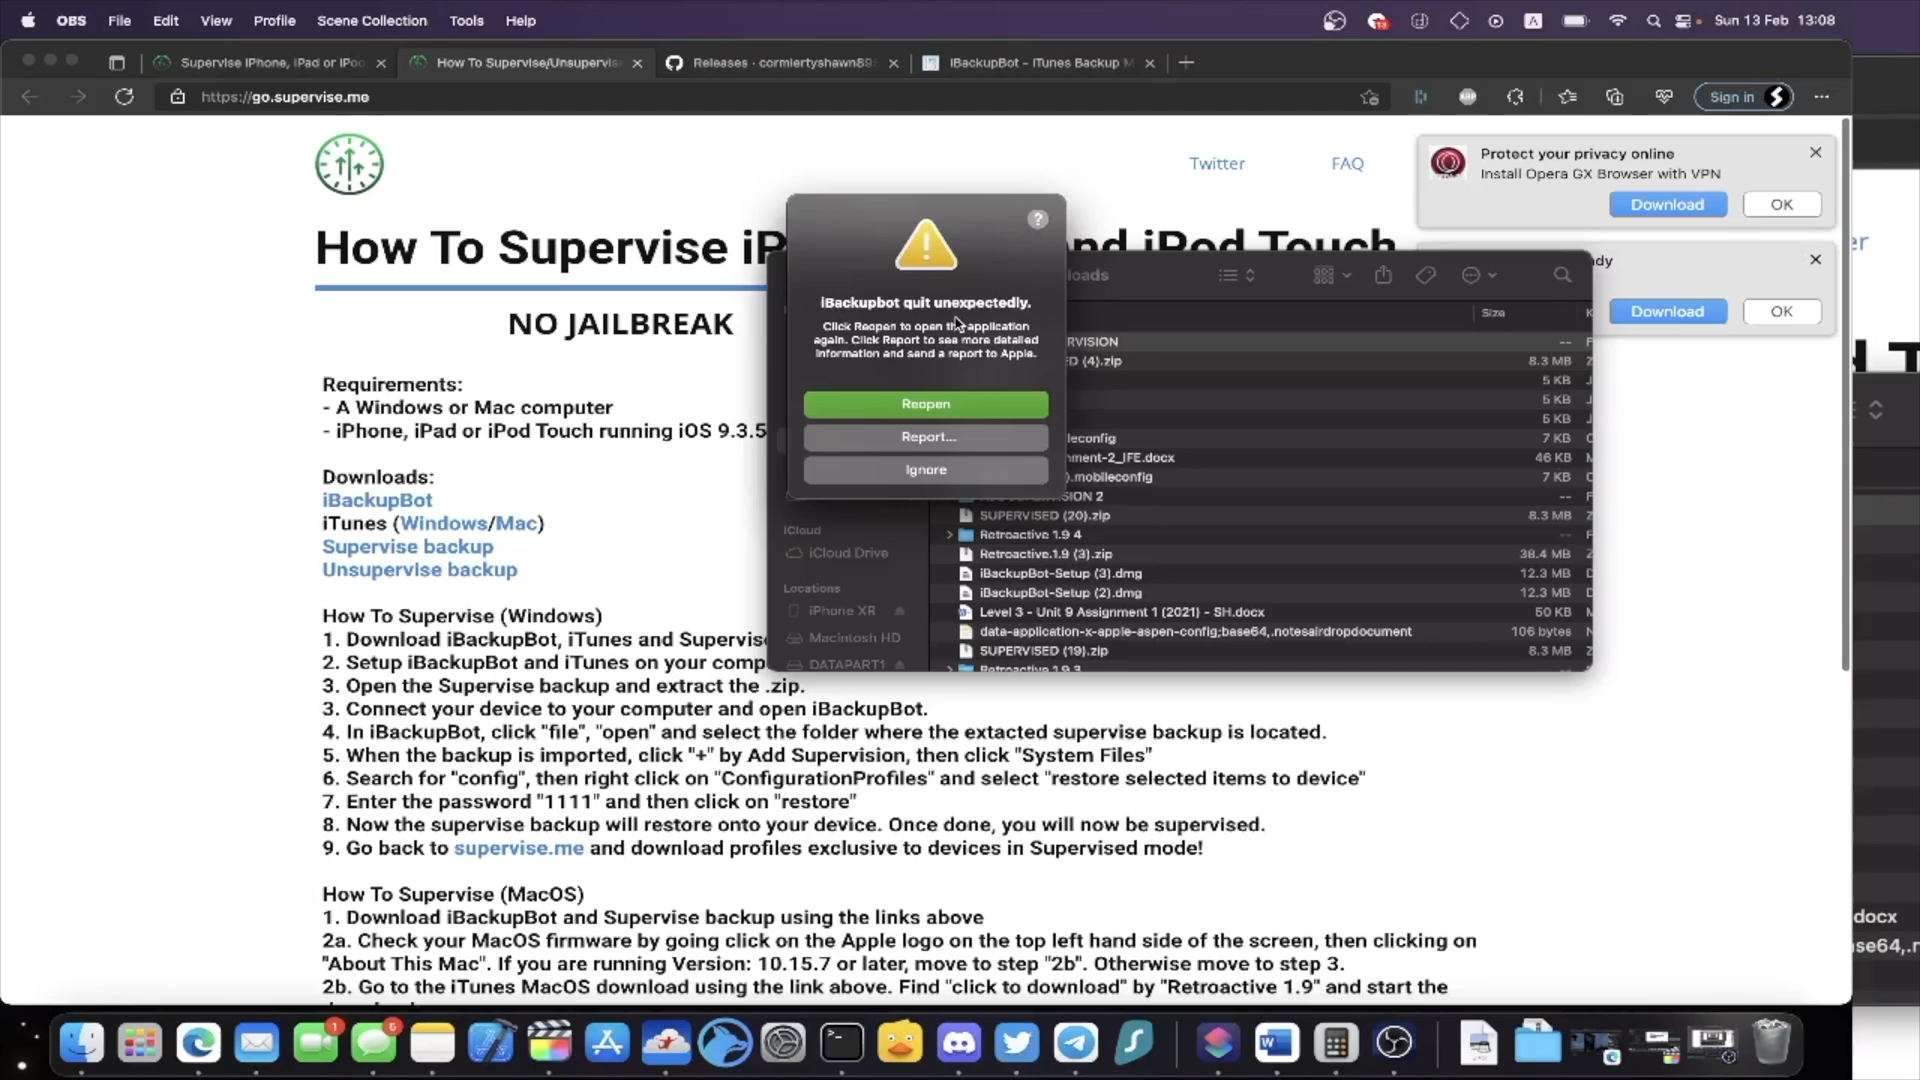 OBS File Edit View Profile Scene Collection Tools Help
A
Sun 13 Feb 13:08
Supervise iPhone, iPad or iPo
How To Supervise/Unsupervis
Releases · cormiertyshawn89
iBackupBot - iTunes Backup M
https://go.supervise.me
Sign in
Twitter
FAQ
Protect your privacy online
Install Opera GX Browser with VPN
Download
OK
Download
OK
How To Supervise iP
nd iPod Touch
NO JAILBREAK
Requirements:
- A Windows or Mac computer
- iPhone, iPad or iPod Touch running iOS 9.3.5
Downloads:
iBackupBot
iTunes (Windows/Mac)
Supervise backup
Unsupervise backup
How To Supervise (Windows)
1. Download iBackupBot, iTunes and Supervis
2. Setup iBackupBot and iTunes on your comp
3. Open the Supervise backup and extract the .zip.
3. Connect your device to your computer and open iBackupBot.
4. In iBackupBot, click "file", "open" and select the folder where the extacted supervise backup is located.
5. When the backup is imported, click "+" by Add Supervision, then click "System Files"
6. Search for "config", then right click on "ConfigurationProfiles" and select "restore selected items to device"
7. Enter the password "1111" and then click on "restore"
8. Now the supervise backup will restore onto your device. Once done, you will now be supervised.
9. Go back to supervise.me and download profiles exclusive to devices in Supervised mode!
How To Supervise (MacOS)
1. Download iBackupBot and Supervise backup using the links above
2a. Check your MacOS firmware by going click on the Apple logo on the top left hand side of the screen, then clicking on
"About This Mac". If you are running Version: 10.15.7 or later, move to step "2b". Otherwise move to step 3.
2b. Go to the iTunes MacOS download using the link above. Find "click to download" by "Retroactive 1.9" and start the
?
iBackupbot quit unexpectedly.
Click Reopen to open the application
again. Click Report to see more detailed
information and send a report to Apple.
Reopen
Report...
Ignore
loads
Size
RVISION --
ED (4).zip 8.3 MB
5 KB
5 KB
5 KB
leconfig 7 KB
nment-2_IFE.docx 46 KB
).mobileconfig 7 KB
SION 2 --
SUPERVISED (20).zip 8.3 MB
Retroactive 1.9 4 --
Retroactive.1.9 (3).zip 38.4 MB
iBackupBot-Setup (3).dmg 12.3 MB
iBackupBot-Setup (2).dmg 12.3 MB
Level 3 - Unit 9 Assignment 1 (2021) - SH.docx 50 KB
data-application-x-apple-aspen-config;base64,.notesairdropdocument 106 bytes
SUPERVISED (19).zip 8.3 MB
Retroactive 1.9 3
iCloud
iCloud Drive
Locations
iPhone XR
Macintosh HD
DATAPART1
docx
1
6